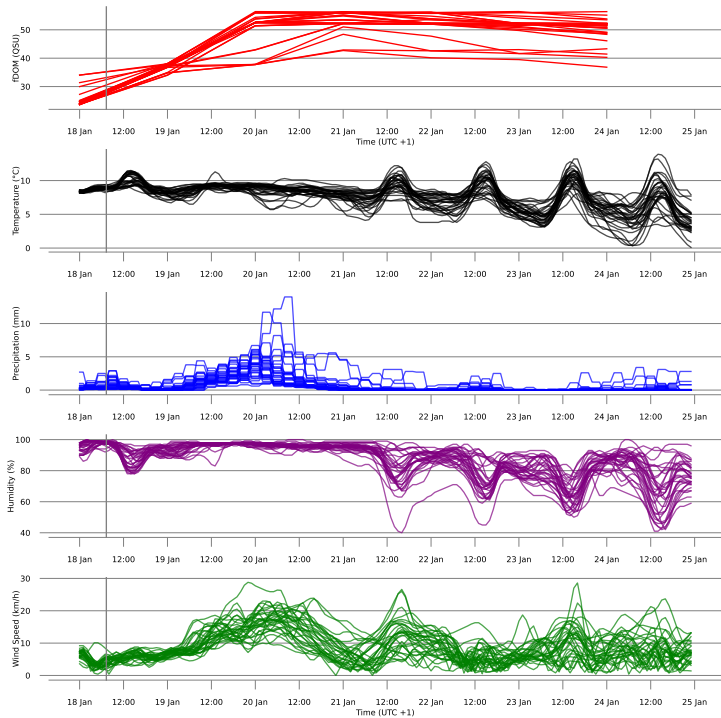 fDOM (QSU)
50
40
30
18 Jan 12:00 19 Jan 12:00 20 Jan 12:00 21 Jan 12:00 22 Jan 12:00 23 Jan 12:00 24 Jan 12:00 25 Jan
Time (UTC +1)
Temperature (°C)
10
5
0
18 Jan 12:00 19 Jan 12:00 20 Jan 12:00 21 Jan 12:00 22 Jan 12:00 23 Jan 12:00 24 Jan 12:00 25 Jan
Precipitation (mm)
10
5
0
18 Jan 12:00 19 Jan 12:00 20 Jan 12:00 21 Jan 12:00 22 Jan 12:00 23 Jan 12:00 24 Jan 12:00 25 Jan
Humidity (%)
100
80
60
40
18 Jan 12:00 19 Jan 12:00 20 Jan 12:00 21 Jan 12:00 22 Jan 12:00 23 Jan 12:00 24 Jan 12:00 25 Jan
Wind Speed (km/h)
30
20
10
0
18 Jan 12:00 19 Jan 12:00 20 Jan 12:00 21 Jan 12:00 22 Jan 12:00 23 Jan 12:00 24 Jan 12:00 25 Jan
Time (UTC +1)